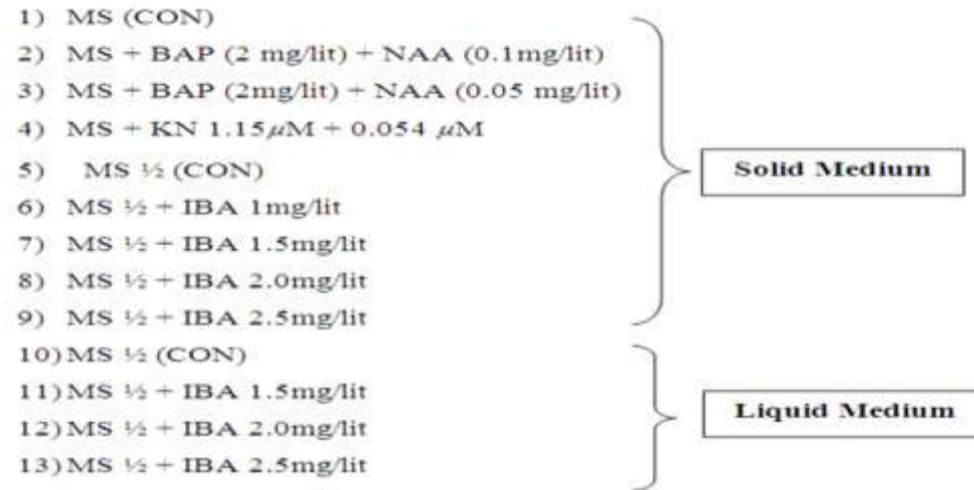 1) MS (CON)
2) MS + BAP (2 mg/lit) + NAA (0.1mg/lit)
3) MS + BAP (2mg/lit) + NAA (0.05 mg/lit)
4) MS + KN 1.15μM + 0.054 μM
5) MS ½ (CON)
Solid Medium
6) MS ½ + IBA 1mg/lit
7) MS ½ + IBA 1.5mg/lit
8) MS ½ + IBA 2.0mg/lit
9) MS ½ + IBA 2.5mg/lit
10) MS ½ (CON)
11) MS ½ + IBA 1.5mg/lit
Liquid Medium
12) MS ½ + IBA 2.0mg/lit
13) MS ½ + IBA 2.5mg/lit